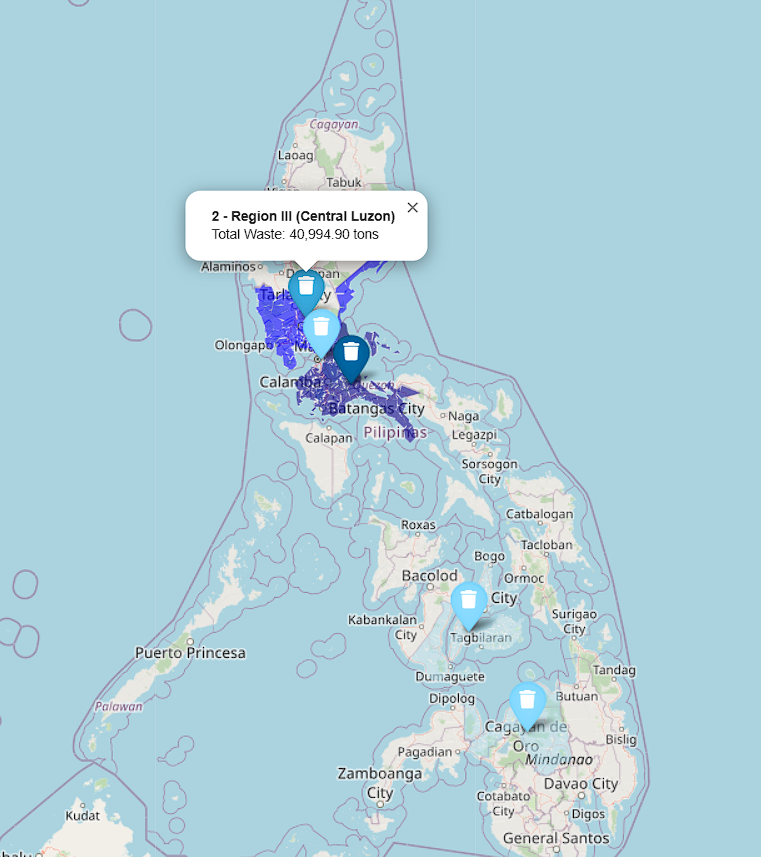 Cagayan
Laoag
Tabuk
2 - Region III (Central Luzon)
Total Waste: 40,994.90 tons
Alaminos
Olongapo
Calamba
Quezon
Batangas City
Naga
Calapan
Pilipinas
Legazpi
Sorsogon
City
Catbalogan
Roxas
Tacloban
Bogo
Bacolod
Ormoc
City
Kabankalan
City
Surigao
City
Tagbilaran
Puerto Princesa
Dumaguete
Tandag
Dipolog
Butuan
Palawan
Cagayan de
Oro
Bislig
Pagadian
Mindanao
Zamboanga
City
Davao City
Cotabato
City
Digos
Kudat
General Santos